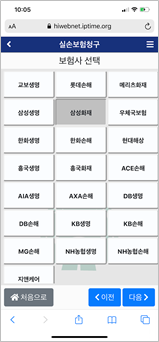 10:05
AA hiwebnet.iptime.org
실손보험청구
보험사 선택
교보생명 롯데손해 메리츠화재
삼성생명 삼성화재 우체국보험
한화생명 한화손해 현대해상
흥국생명 흥국화재 ACE손해
AIA생명 AXA손해 DB생명
DB손해 KB생명 KB손해
MG손해 NH농협생명 NH농협손해
지앤케어
처음으로 이전 다음